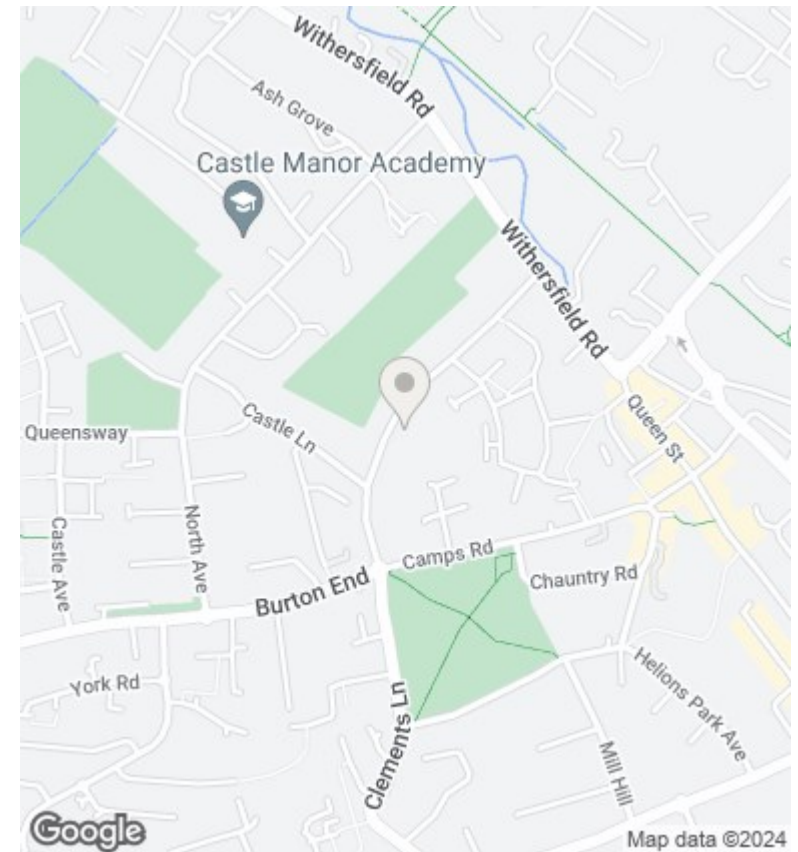 Withersfield Rd
Ash Grove
Castle Manor Academy
Withersfield Rd
Queensway
Castle Ln
Queen St
Castle Ave
North Ave
Camps Rd
Chauntry Rd
Burton End
York Rd
Clements Ln
Helions Park Ave
Mill Hill
Google
Map data ©2024